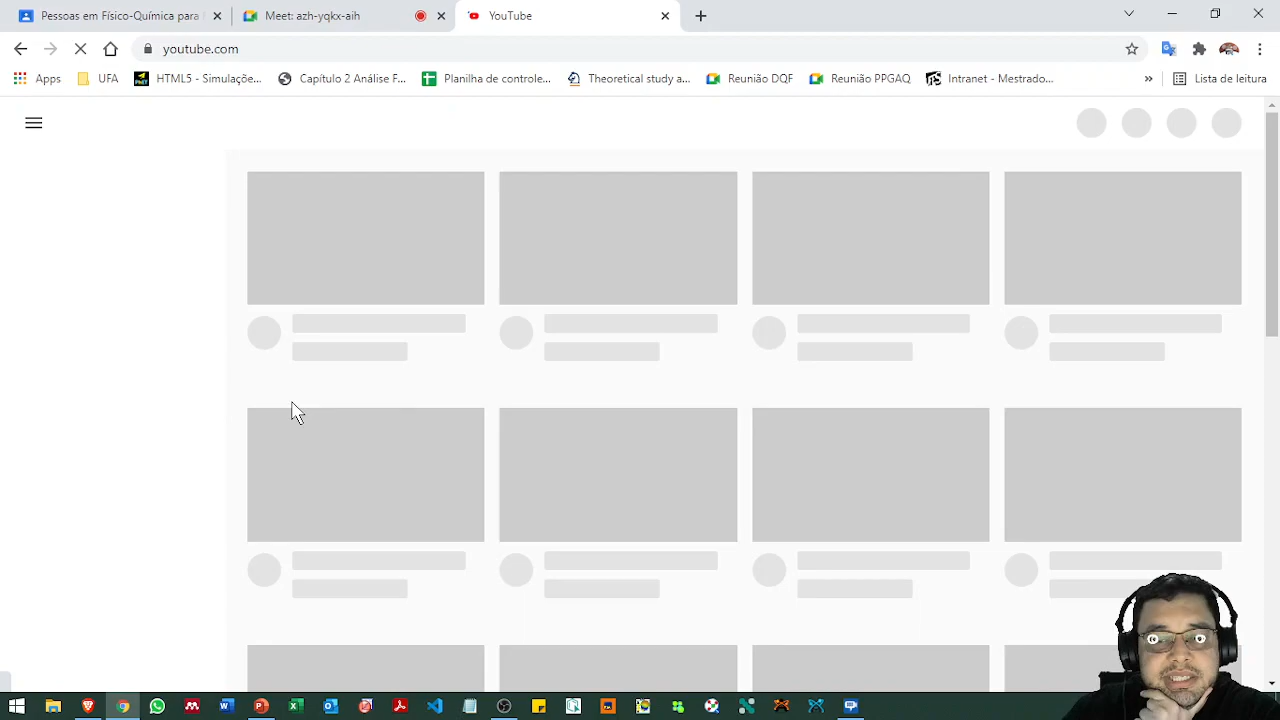 Pessoas em Físico-Química para
Meet: azh-yqkx-aih
YouTube
youtube.com
Apps
UFA
HTML5 - Simulaçõe...
Capítulo 2 Análise F...
Planilha de controle...
Theoretical study a...
Reunião DQF
Reunião PPGAQ
Intranet - Mestrado...
»
Lista de leitura